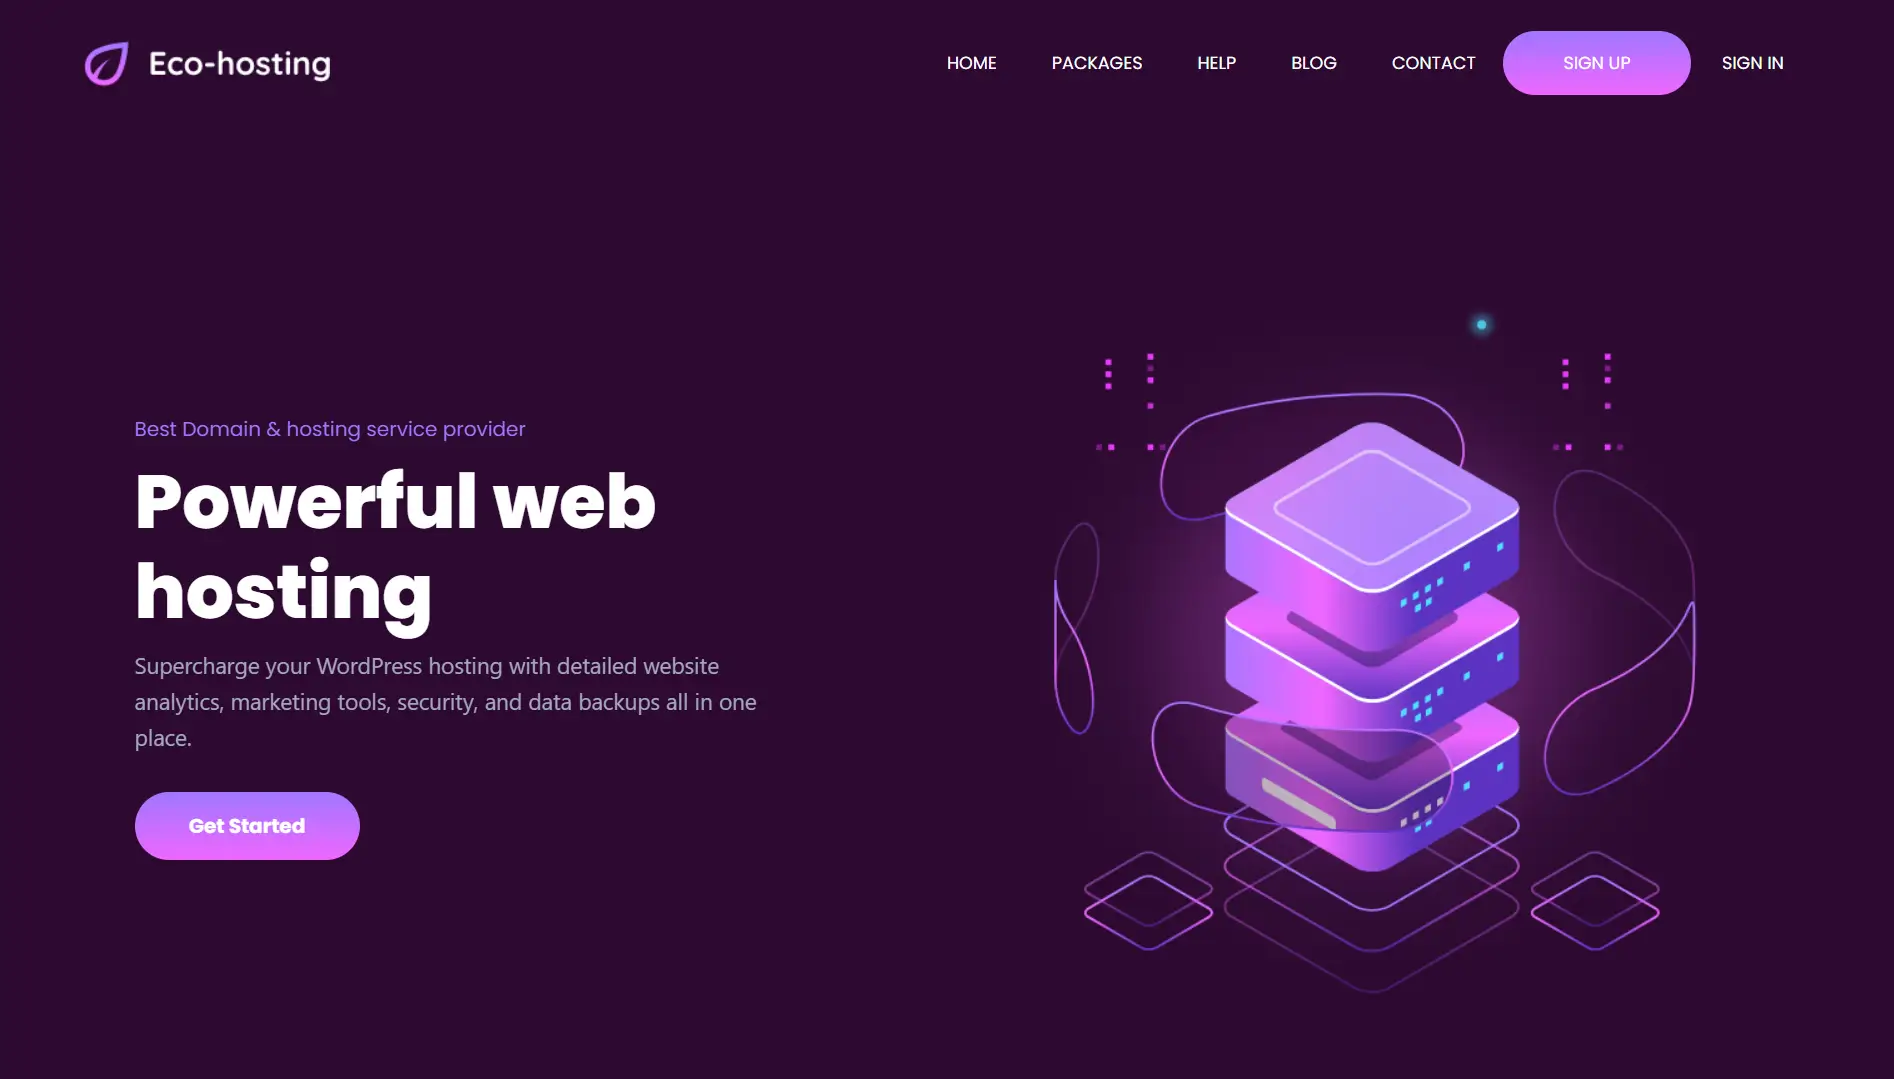 Eco-hosting
HOME PACKAGES HELP BLOG CONTACT SIGN UP SIGN IN
Best Domain & hosting service provider
Powerful web
hosting
Supercharge your WordPress hosting with detailed website
analytics, marketing tools, security, and data backups all in one
place.
Get Started